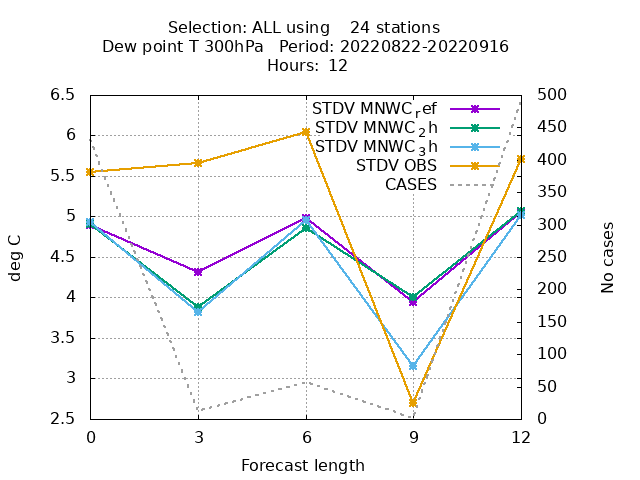 Selection: ALL using    24 stations
Dew point T 300hPa   Period: 20220822-20220916
Hours:  12
STDV MNWC_ref
STDV MNWC_2h
STDV MNWC_3h
STDV OBS
CASES
6.5
6
5.5
5
4.5
4
3.5
3
2.5
deg C
500
450
400
350
300
250
200
150
100
50
0
No cases
0 3 6 9 12
Forecast length